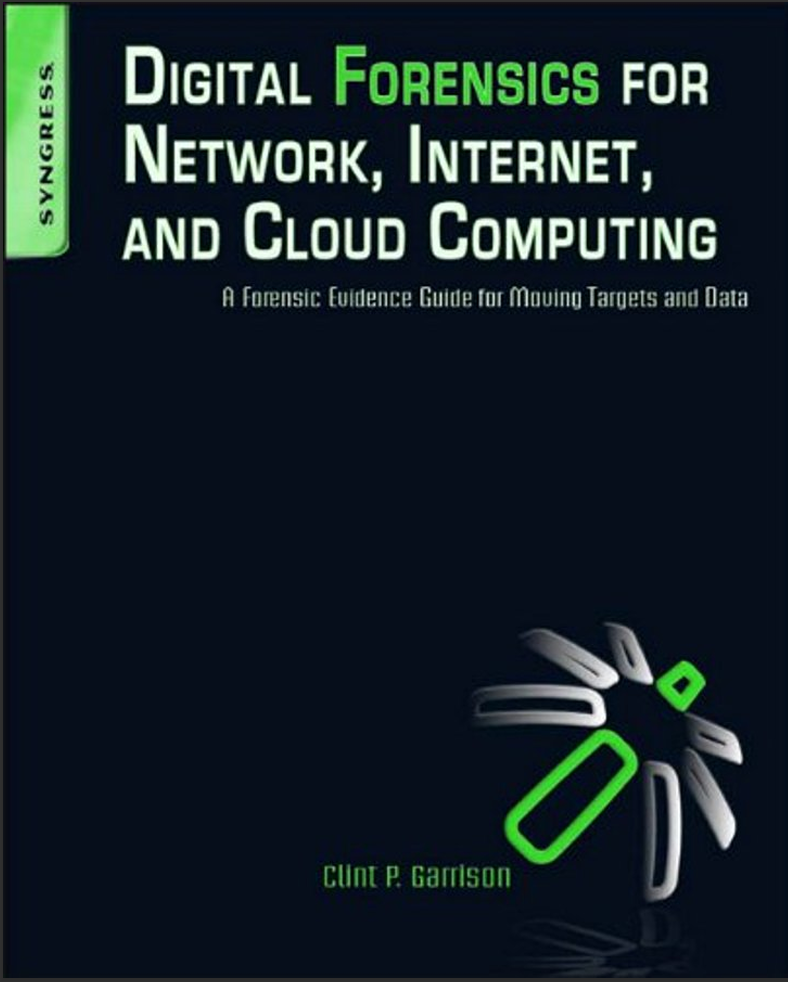 SYNGRESS
DIGITAL FORENSICS FOR
NETWORK, INTERNET,
AND CLOUD COMPUTING
A Forensic Evidence Guide for Moving Targets and Data
Clint P. Garrison